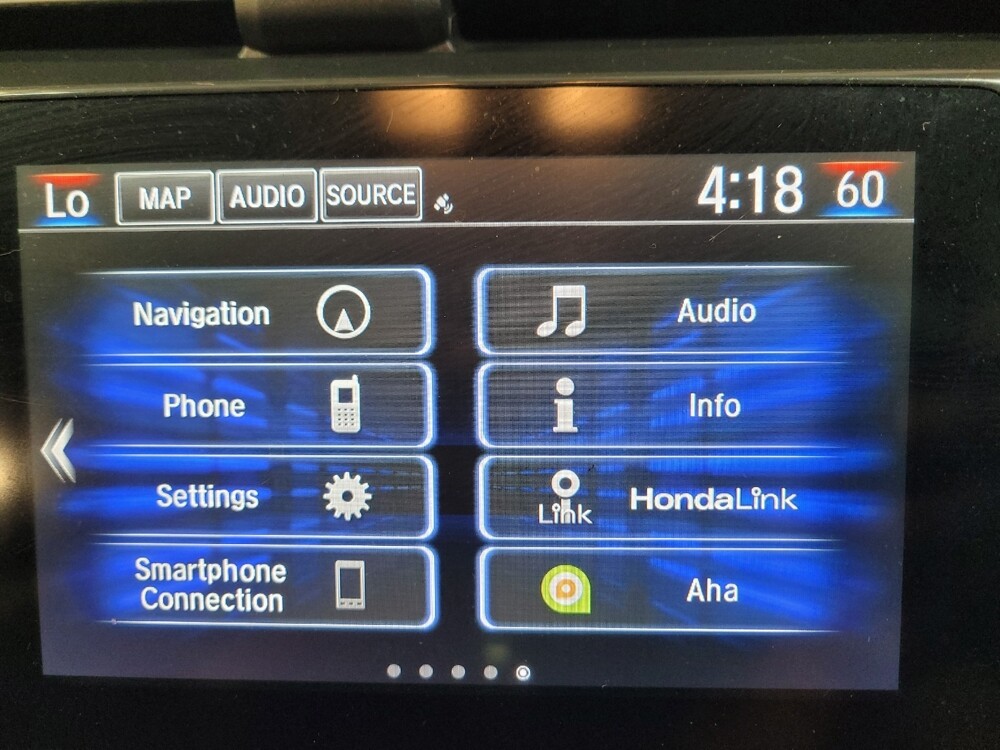 Lo MAP AUDIO SOURCE 4:18 60
Navigation
Audio
Phone
Info
Settings
Link HondaLink
Smartphone
Connection
Aha